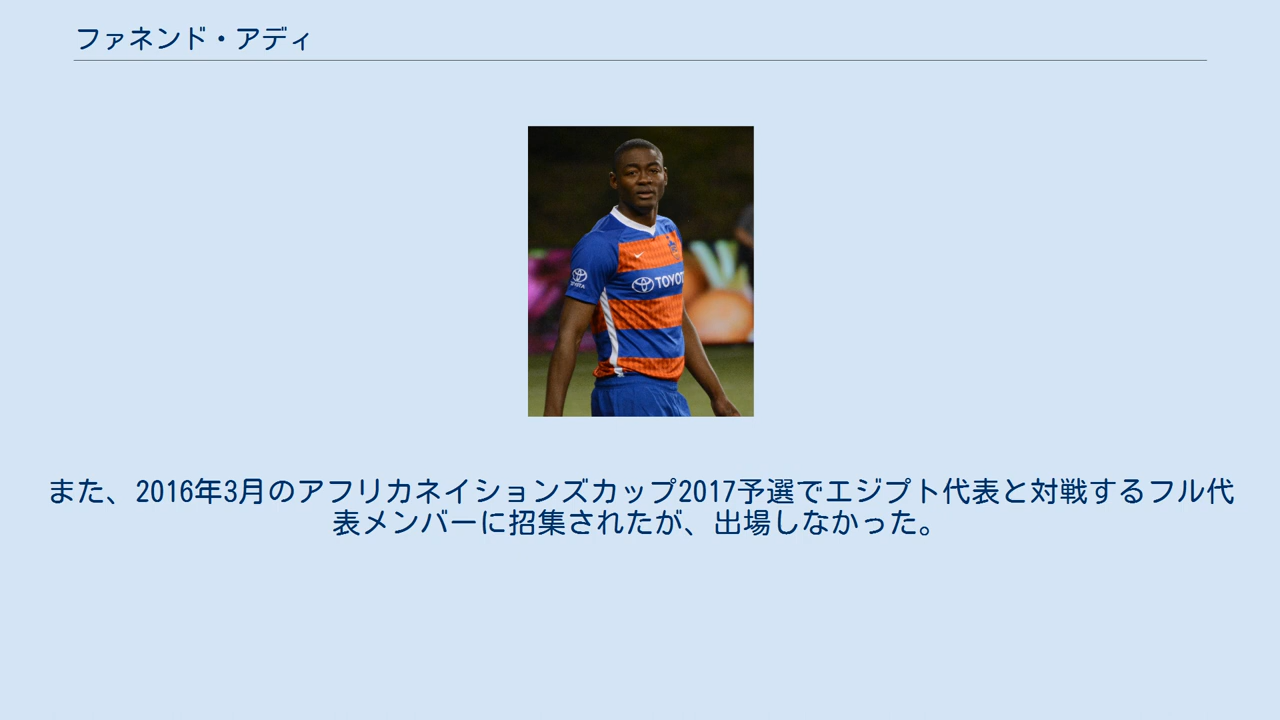 ファネンド・アディ
TOYOTA
TOYOT
また、2016年3月のアフリカネイションズカップ2017予選でエジプト代表と対戦するフル代
表メンバーに招集されたが、出場しなかった。